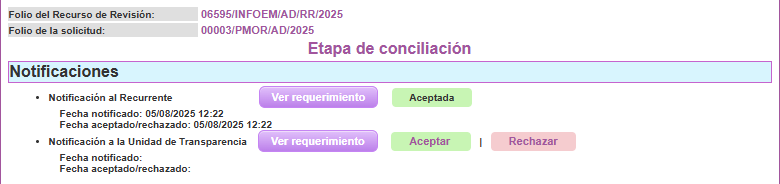 Folio del Recurso de Revisión: 06595/INFOEM/AD/RR/2025
Folio de la solicitud: 00003/PMOR/AD/2025
Etapa de conciliación
Notificaciones
• Notificación al Recurrente Ver requerimiento Aceptada
Fecha notificado: 05/08/2025 12:22
Fecha aceptado/rechazado: 05/08/2025 12:22
• Notificación a la Unidad de Transparencia Ver requerimiento Aceptar | Rechazar
Fecha notificado:
Fecha aceptado/rechazado: